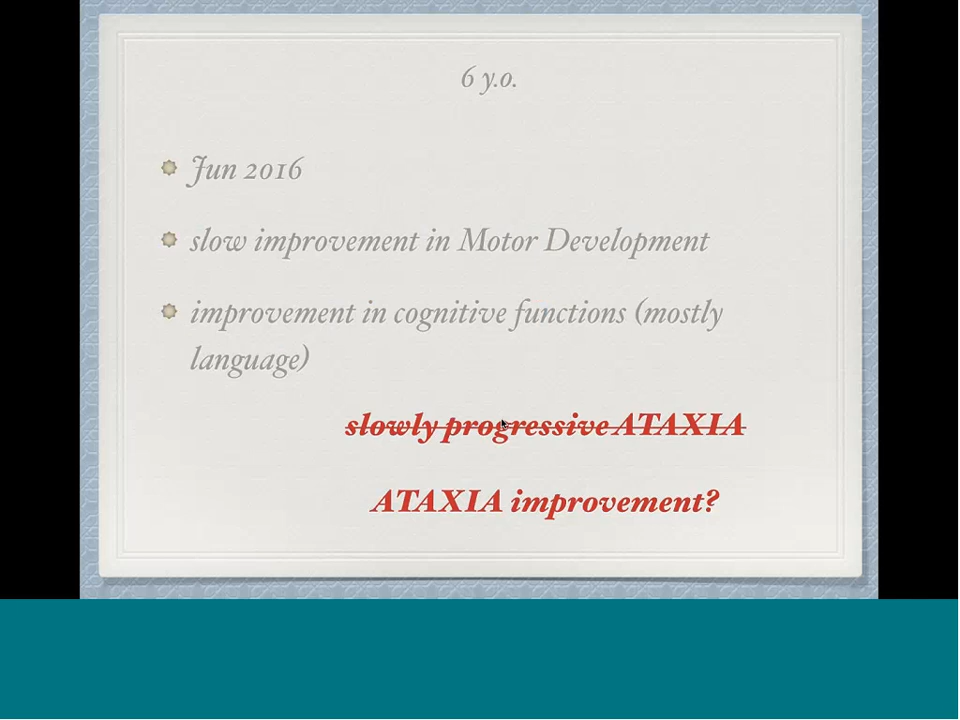 6 y.o.
Jun 2016
slow improvement in Motor Development
improvement in cognitive functions (mostly
language)
slowly progressive ATAXIA
ATAXIA improvement?